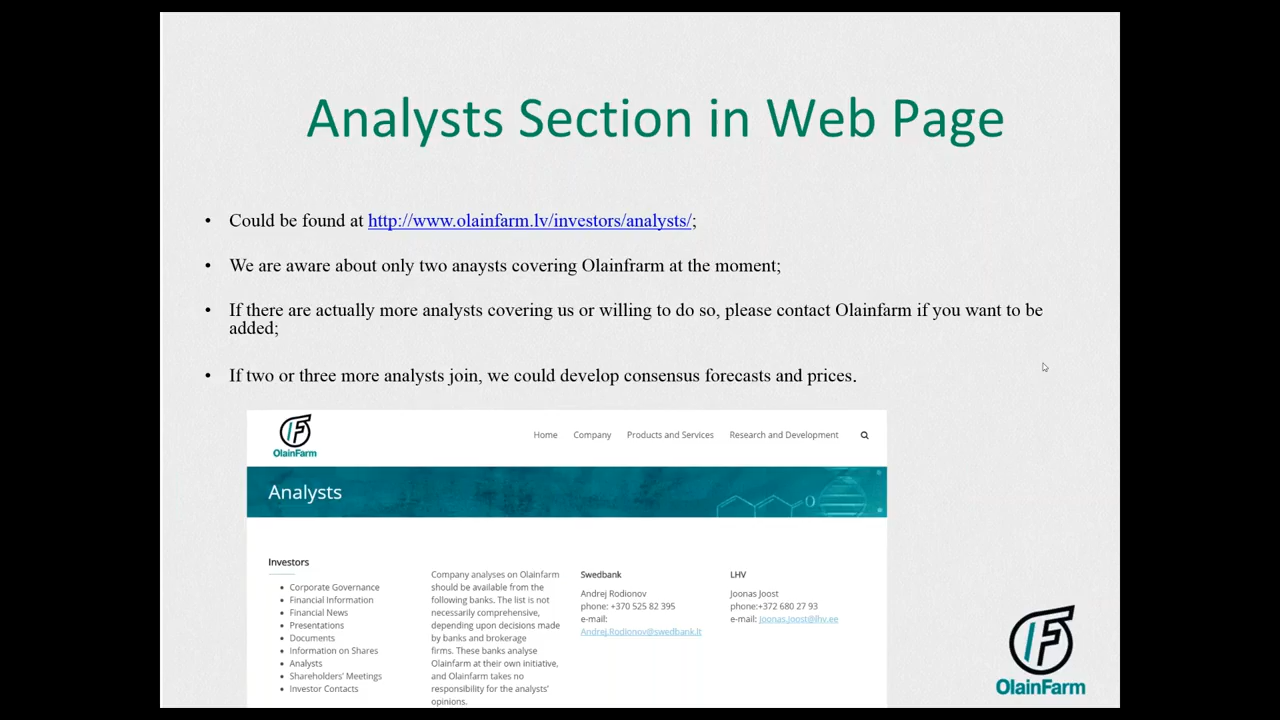 Analysts Section in Web Page
• Could be found at http://www.olainfarm.lv/investors/analysts/;
• We are aware about only two anaysts covering Olainfrarm at the moment;
• If there are actually more analysts covering us or willing to do so, please contact Olainfarm if you want to be
added;
• If two or three more analysts join, we could develop consensus forecasts and prices.
OlainFarm
Home Company Products and Services Research and Development
Analysts
Investors
• Corporate Governance
• Financial Information
• Financial News
• Presentations
• Documents
• Information on Shares
• Analysts
• Shareholders' Meetings
• Investor Contacts
Company analyses on Olainfarm
should be available from the
following banks. The list is not
necessarily comprehensive,
depending upon decisions made
by banks and brokerage
firms. These banks analyse
Olainfarm at their own initiative,
and Olainfarm takes no
responsibility for the analysts'
opinions.
Swedbank
Andrej Rodionov
phone: +370 525 82 395
e-mail:
Andrej.Rodionov@swedbank.lt
LHV
Joonas Joost
phone:+372 680 27 93
e-mail: Joonas.Joost@lhv.ee
OlainFarm